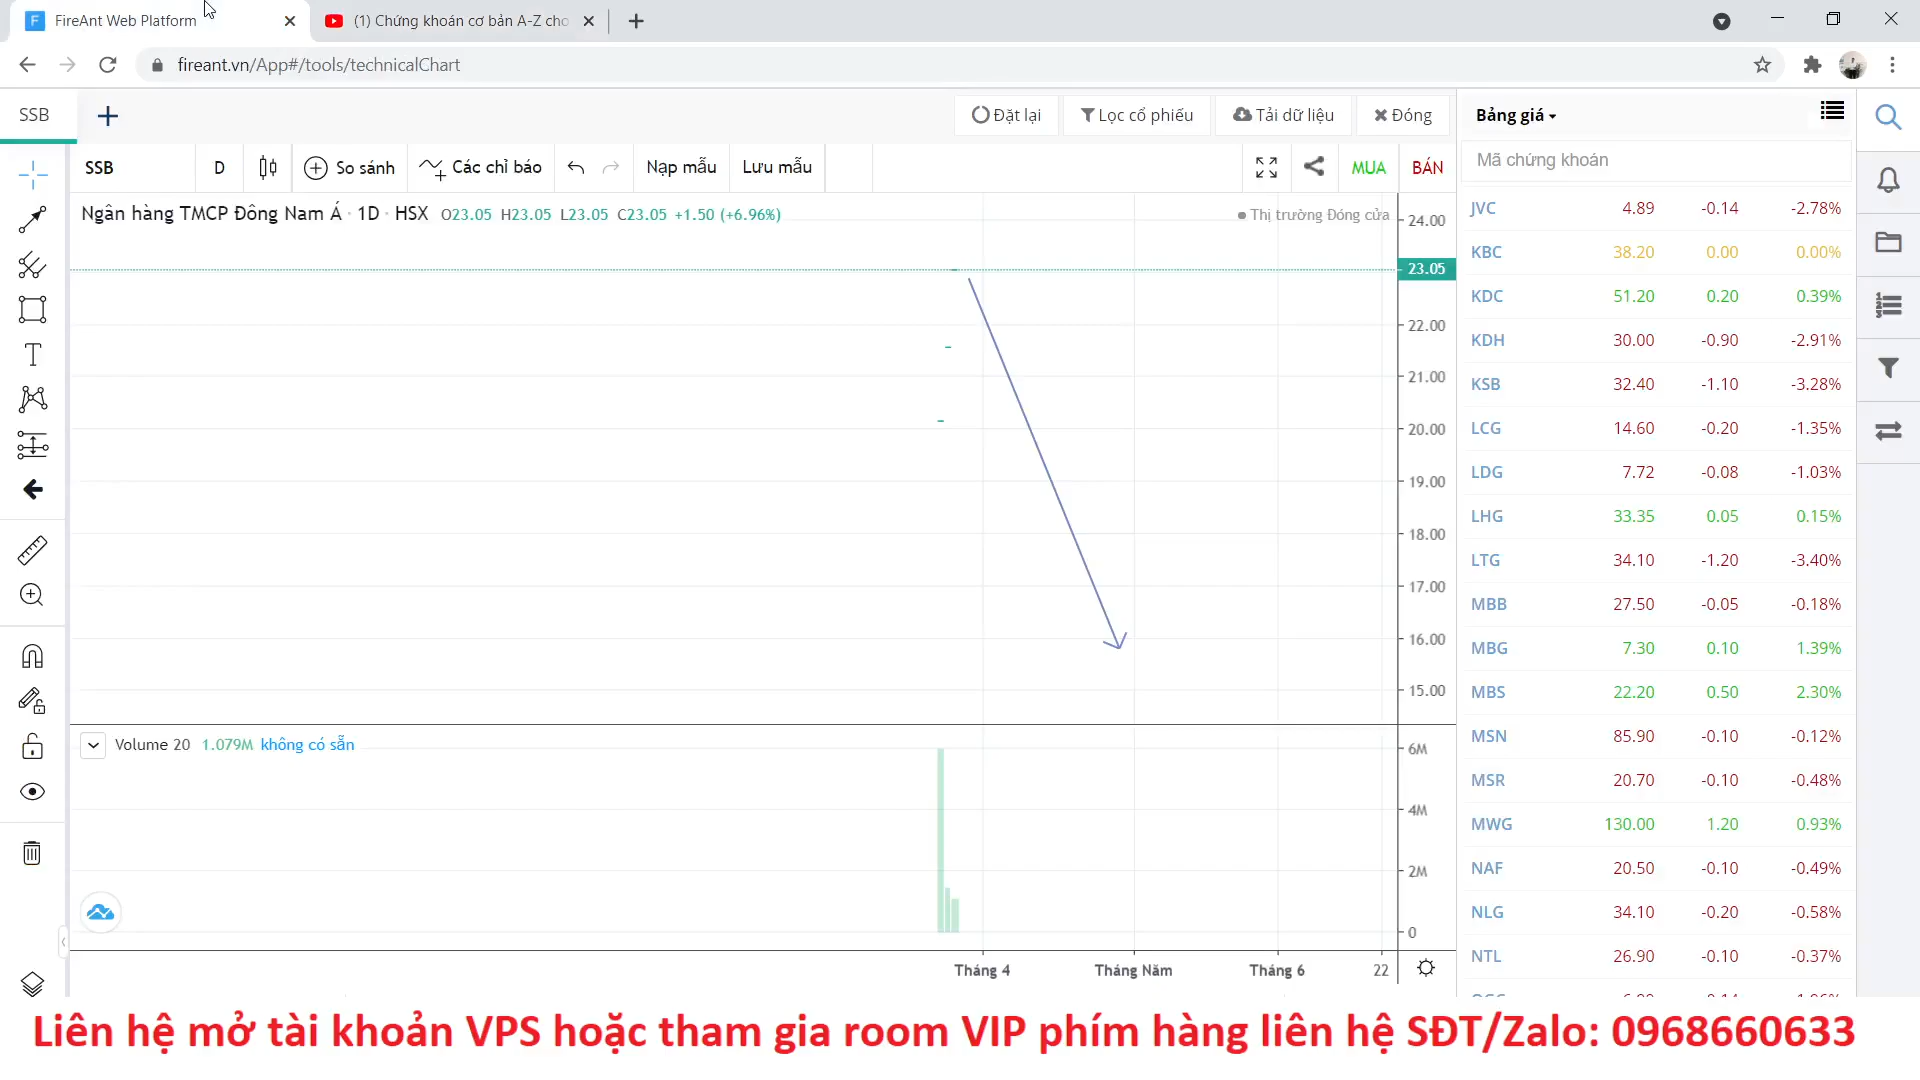 FireAnt Web Platform
(1) Chứng khoán cơ bản A-Z cho
fireant.vn/App#/tools/technicalChart
SSB
Đặt lại
Lọc cổ phiếu
Tải dữ liệu
Đóng
Bảng giá
SSB
D
So sánh
Các chỉ báo
Nạp mẫu
Lưu mẫu
MUA
BÁN
Mã chứng khoán
Ngân hàng TMCP Đông Nam Á · 1D · HSX O23.05 H23.05 L23.05 C23.05 +1.50 (+6.96%)
Thị trường Đóng cửa
24.00
23.05
22.00
21.00
20.00
19.00
18.00
17.00
16.00
15.00
Volume 20 1.079M không có sẵn
6M
4M
2M
0
Tháng 4
Tháng Năm
Tháng 6
22
JVC 4.89 -0.14 -2.78%
KBC 38.20 0.00 0.00%
KDC 51.20 0.20 0.39%
KDH 30.00 -0.90 -2.91%
KSB 32.40 -1.10 -3.28%
LCG 14.60 -0.20 -1.35%
LDG 7.72 -0.08 -1.03%
LHG 33.35 0.05 0.15%
LTG 34.10 -1.20 -3.40%
MBB 27.50 -0.05 -0.18%
MBG 7.30 0.10 1.39%
MBS 22.20 0.50 2.30%
MSN 85.90 -0.10 -0.12%
MSR 20.70 -0.10 -0.48%
MWG 130.00 1.20 0.93%
NAF 20.50 -0.10 -0.49%
NLG 34.10 -0.20 -0.58%
NTL 26.90 -0.10 -0.37%
Liên hệ mở tài khoản VPS hoặc tham gia room VIP phím hàng liên hệ SĐT/Zalo: 0968660633